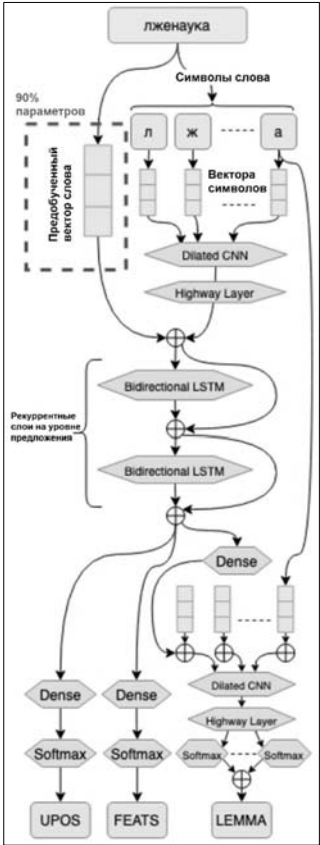 лженаука
Символы слова
90%
параметров
л ж а
Предобученный
вектор слова
Вектора
символов
Dilated CNN
Highway Layer
Bidirectional LSTM
Рекуррентные
слои на уровне
предложения
Bidirectional LSTM
Dense
Dilated CNN
Dense Dense
Highway Layer
Softmax Softmax Softmax Softmax
UPOS FEATS LEMMA